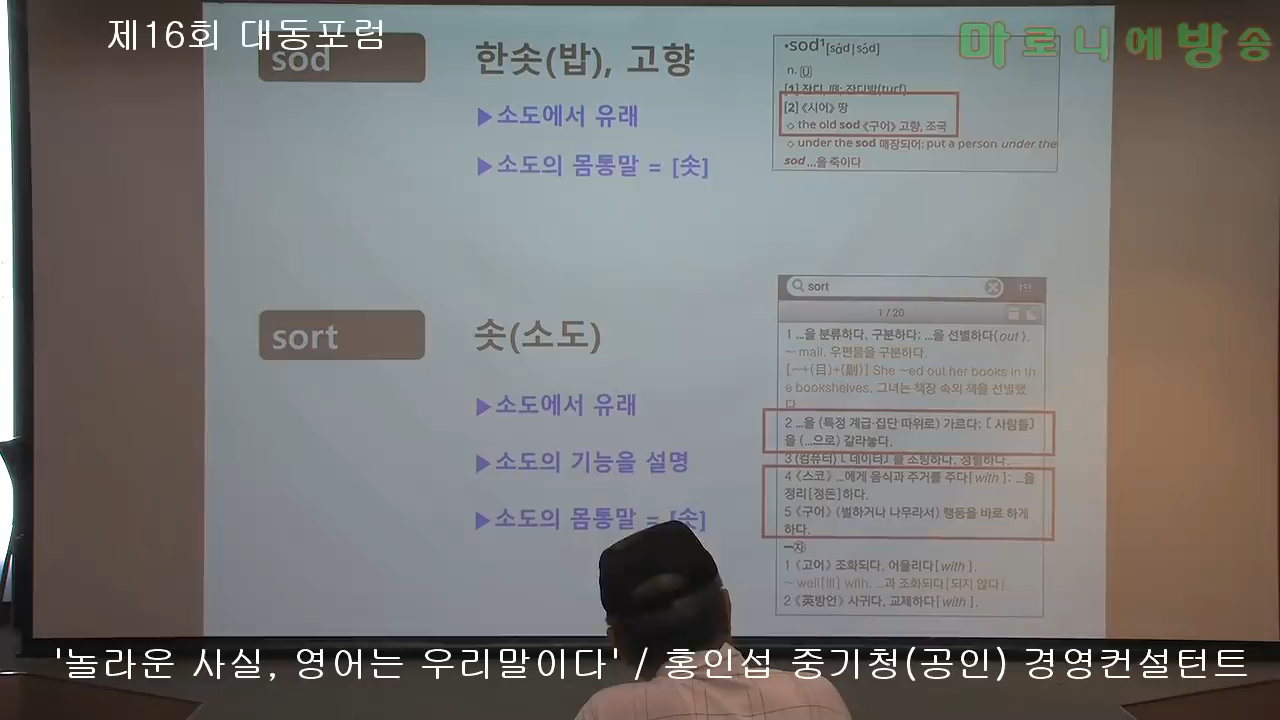 제16회 대동포럼
마로니에방송
sod
한솟(밥), 고향
▶소도에서 유래
▶소도의 몸통말 = [솟]
•sod¹[sɑ́d|sɔ́d]
n. U
[1] 잔디, 떼; 잔디밭(turf)
[2] 《시어》 땅
◇ the old sod 《구어》 고향, 조국
◇ under the sod 매장되어: put a person under the
sod ...을 죽이다
sort
솟(소도)
▶소도에서 유래
▶소도의 기능을 설명
▶소도의 몸통말 = [솟]
sort
1 / 20
1 ...을 분류하다, 구분하다; ...을 선별하다(out).
~ mail. 우편물을 구분하다.
[~+(目)+(副)] She ~ed out her books in th
e bookshelves. 그녀는 책장 속의 책을 선별했
다
2 ...을 (특정 계급·집단 따위로) 가르다; [사람들]
을 (...으로) 갈라놓다.
3 (컴퓨터) [데이터]를 소팅하다, 정렬하다.
4 《스코》 ...에게 음식과 주거를 주다[with]; ...을
정리[정돈]하다.
5 《구어》 (벌하거나 나무라서) 행동을 바로 하게
하다.
━自
1 《고어》 조화되다, 어울리다[with].
~ well[ill] with. ...과 조화되다[되지 않다]
2 《英방언》 사귀다, 교제하다[with].
'놀라운 사실, 영어는 우리말이다' / 홍인섭 중기청(공인) 경영컨설턴트